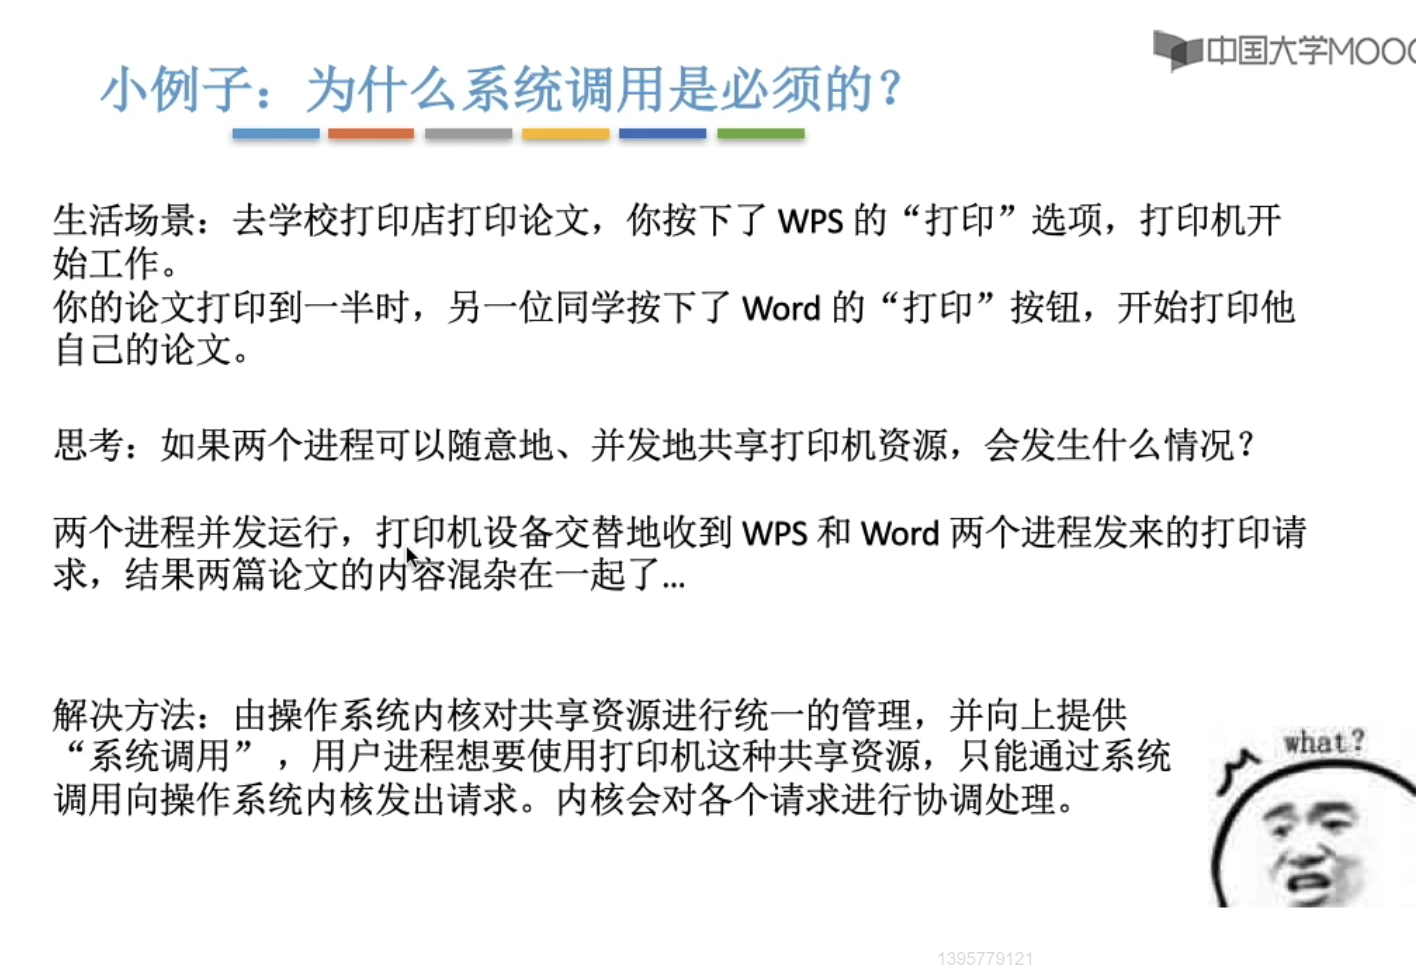 中国大学MOOC
小例子：为什么系统调用是必须的？
生活场景：去学校打印店打印论文，你按下了 WPS 的“打印”选项，打印机开
始工作。
你的论文打印到一半时，另一位同学按下了 Word 的“打印”按钮，开始打印他
自己的论文。
思考：如果两个进程可以随意地、并发地共享打印机资源，会发生什么情况？
两个进程并发运行，打印机设备交替地收到 WPS 和 Word 两个进程发来的打印请
求，结果两篇论文的内容混杂在一起了...
解决方法：由操作系统内核对共享资源进行统一的管理，并向上提供
“系统调用”，用户进程想要使用打印机这种共享资源，只能通过系统
调用向操作系统内核发出请求。内核会对各个请求进行协调处理。
what？
1395779121